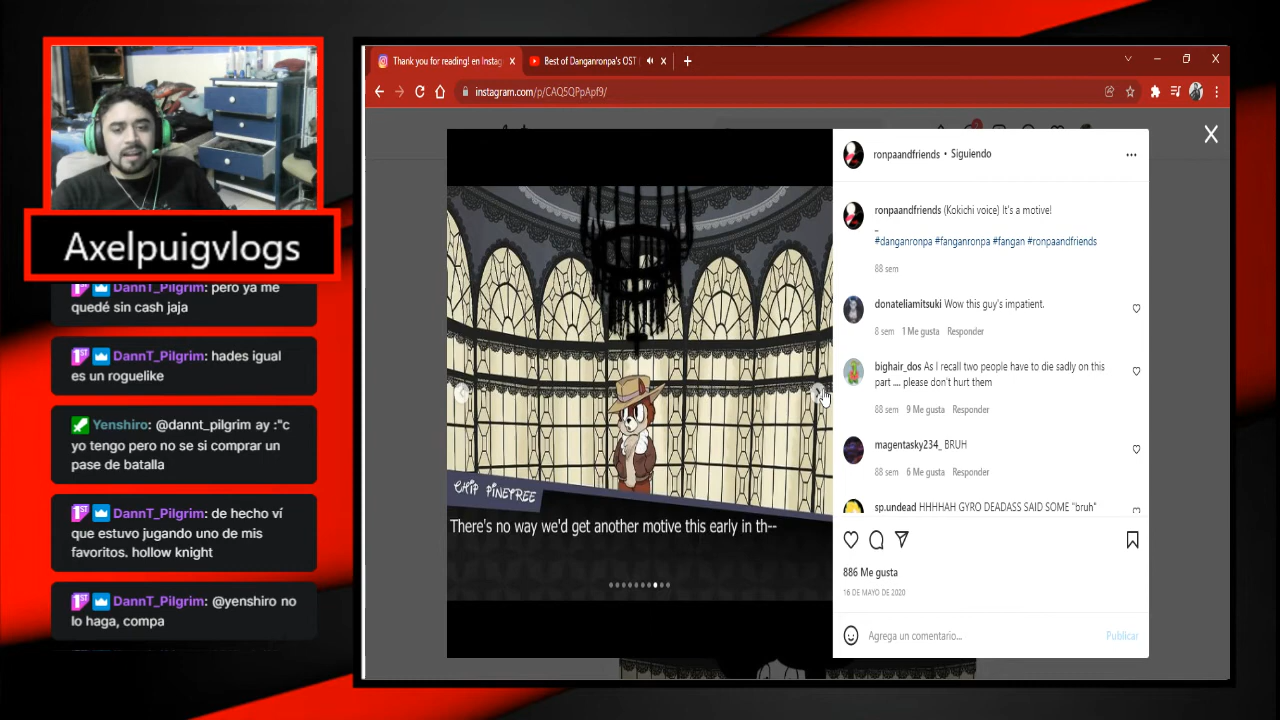 Axelpuigvlogs
DannT_Pilgrim: pero ya me
quedé sin cash jaja
DannT_Pilgrim: hades igual
es un roguelike
Yenshiro: @dannt_pilgrim ay :"c
yo tengo pero no se si comprar un
pase de batalla
DannT_Pilgrim: de hecho ví
que estuvo jugando uno de mis
favoritos. hollow knight
DannT_Pilgrim: @yenshiro no
lo haga, compa
Thank you for reading! en Instag
Best of Danganronpa's OST
instagram.com/p/CAQ5QPpApf9/
CHIP PINETREE
There's no way we'd get another motive this early in th--
ronpaandfriends • Siguiendo
ronpaandfriends (Kokichi voice) It's a motive!
_
#danganronpa #fanganronpa #fangan #ronpaandfriends
88 sem
donateliamitsuki Wow this guy's impatient.
8 sem 1 Me gusta Responder
bighair_dos As I recall two people have to die sadly on this
part .... please don't hurt them
88 sem 9 Me gusta Responder
magentasky234_ BRUH
88 sem 6 Me gusta Responder
sp.undead HHHHAH GYRO DEADASS SAID SOME "bruh"
886 Me gusta
16 DE MAYO DE 2020
Agrega un comentario...
Publicar